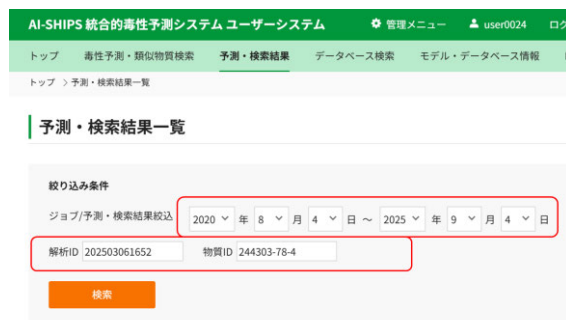 AI-SHIPS 統合的毒性予測システム ユーザーシステム 管理メニュー user0024 ログ
トップ 毒性予測・類似物質検索 予測・検索結果 データベース検索 モデル・データベース情報
トップ 〉予測・検索結果一覧
予測・検索結果一覧
絞り込み条件
ジョブ/予測・検索結果絞込 2020 年 8 月 4 日 ～ 2025 年 9 月 4 日
解析ID 202503061652 物質ID 244303-78-4
検索